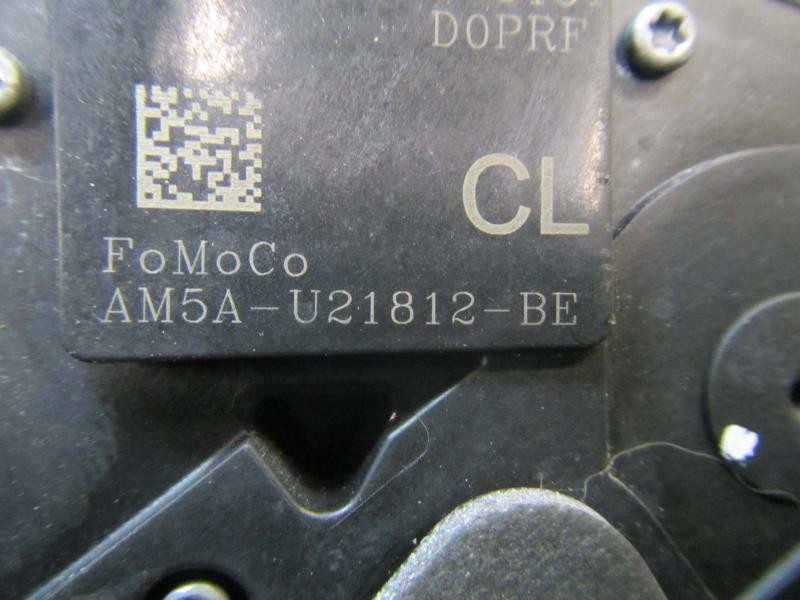 D0PRF
CL
FoMoCo
AM5A-U21812-BE